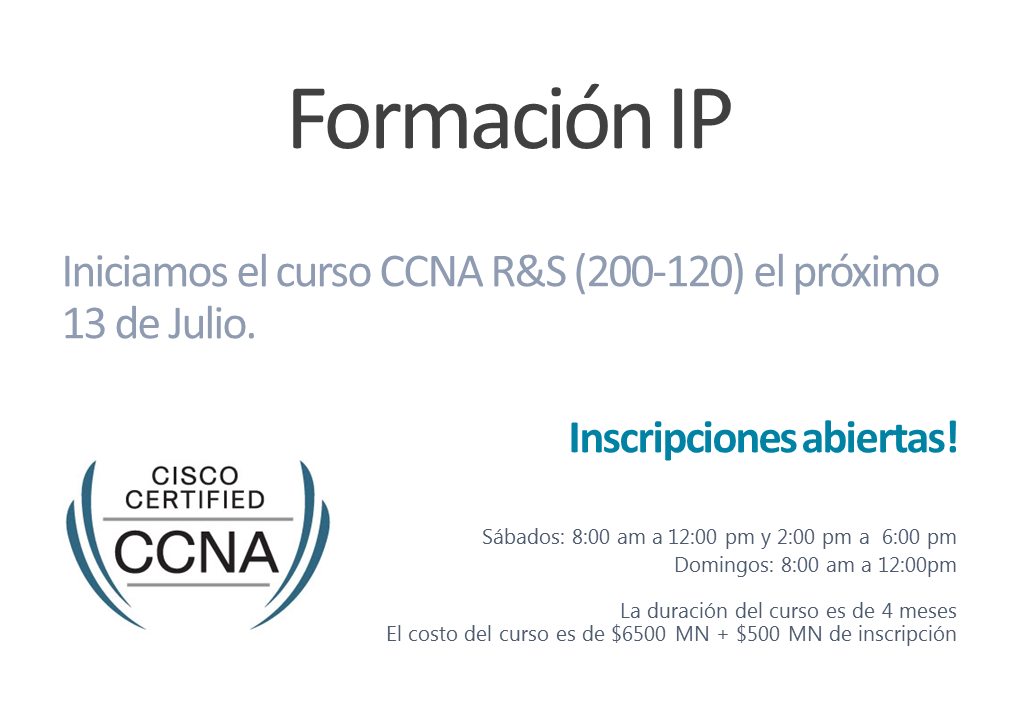 Formación IP
Iniciamos el curso CCNA R&S (200-120) el próximo
13 de Julio.
Inscripciones abiertas!
CISCO
CERTIFIED
CCNA
Sábados: 8:00 am a 12:00 pm y 2:00 pm a 6:00 pm
Domingos: 8:00 am a 12:00pm
La duración del curso es de 4 meses
El costo del curso es de $6500 MN + $500 MN de inscripción